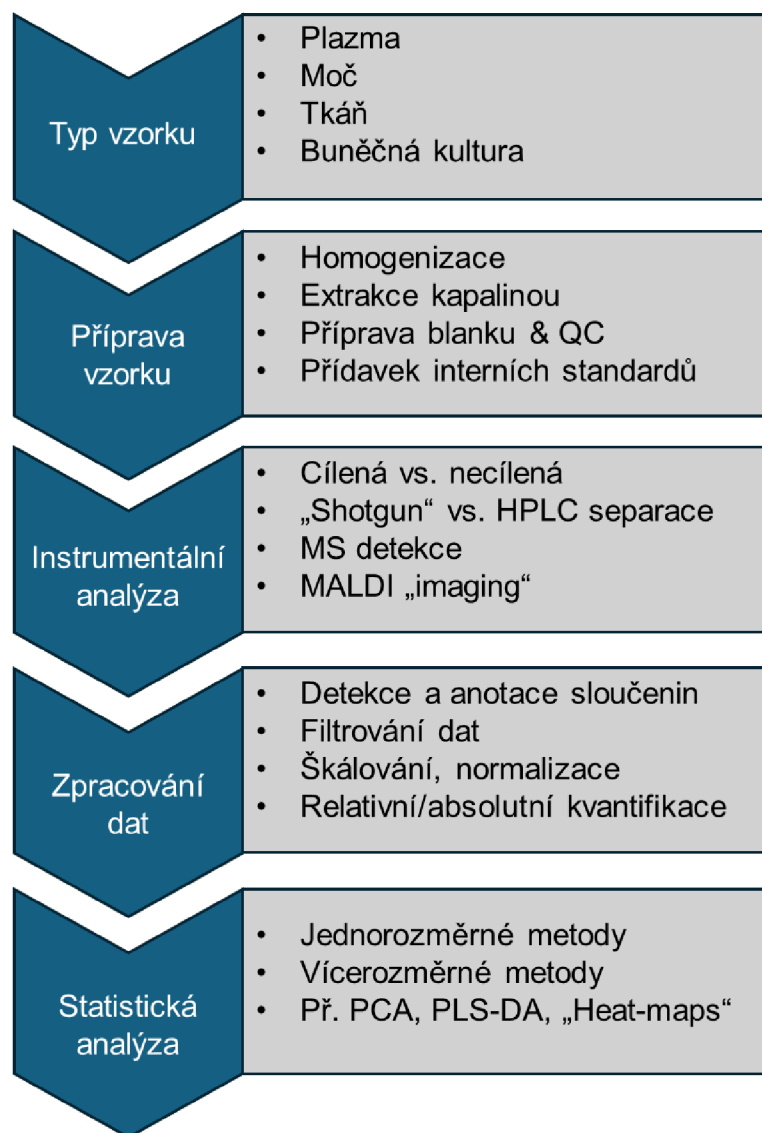 Typ vzorku
• Plazma
• Moč
• Tkáň
• Buněčná kultura
Příprava
vzorku
• Homogenizace
• Extrakce kapalinou
• Příprava blanku & QC
• Přídavek interních standardů
Instrumentální
analýza
• Cílená vs. necílená
• „Shotgun“ vs. HPLC separace
• MS detekce
• MALDI „imaging“
Zpracování
dat
• Detekce a anotace sloučenin
• Filtrování dat
• Škálování, normalizace
• Relativní/absolutní kvantifikace
Statistická
analýza
• Jednorozměrné metody
• Vícerozměrné metody
• Př. PCA, PLS-DA, „Heat-maps“